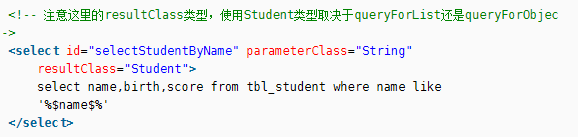 <!-- 注意这里的resultClass类型，使用Student类型取决于queryForList还是queryForObjec
->
<select id="selectStudentByName" parameterClass="String"
resultClass="Student">
select name,birth,score from tbl_student where name like
'%$name$%'
</select>